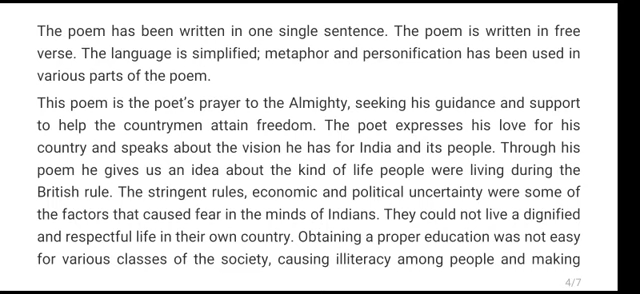 The poem has been written in one single sentence. The poem is written in free
verse. The language is simplified; metaphor and personification has been used in
various parts of the poem.
This poem is the poet's prayer to the Almighty, seeking his guidance and support
to help the countrymen attain freedom. The poet expresses his love for his
country and speaks about the vision he has for India and its people. Through his
poem he gives us an idea about the kind of life people were living during the
British rule. The stringent rules, economic and political uncertainty were some of
the factors that caused fear in the minds of Indians. They could not live a dignified
and respectful life in their own country. Obtaining a proper education was not easy
for various classes of the society, causing illiteracy among people and making
4/7